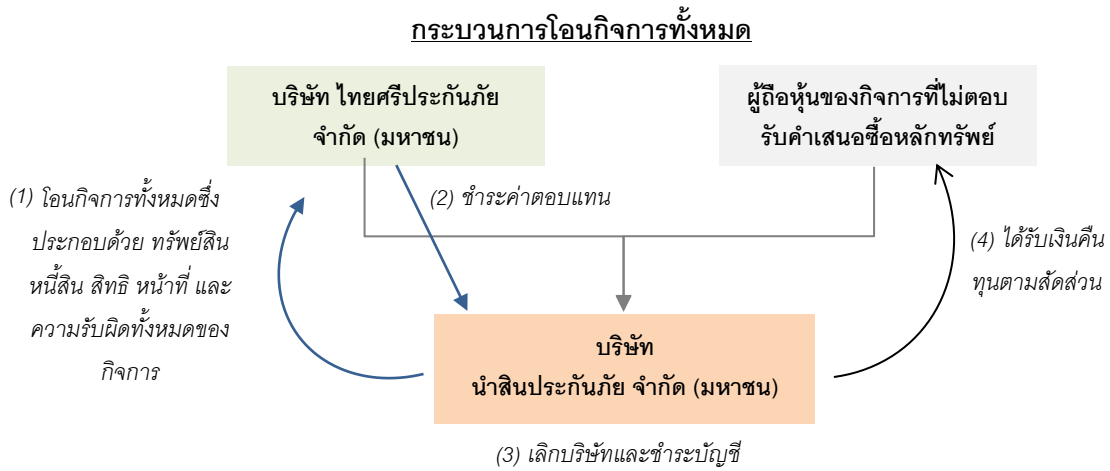 กระบวนการโอนกิจการทั้งหมด
บริษัท ไทยศรีประกันภัย
จำกัด (มหาชน)
ผู้ถือหุ้นของกิจการที่ไม่ตอบ
รับคำเสนอซื้อหลักทรัพย์
(1) โอนกิจการทั้งหมดซึ่ง
ประกอบด้วย ทรัพย์สิน
หนี้สิน สิทธิ หน้าที่ และ
ความรับผิดทั้งหมดของ
กิจการ
(2) ชำระค่าตอบแทน
(4) ได้รับเงินคืน
ทุนตามสัดส่วน
บริษัท
นำสินประกันภัย จำกัด (มหาชน)
(3) เลิกบริษัทและชำระบัญชี